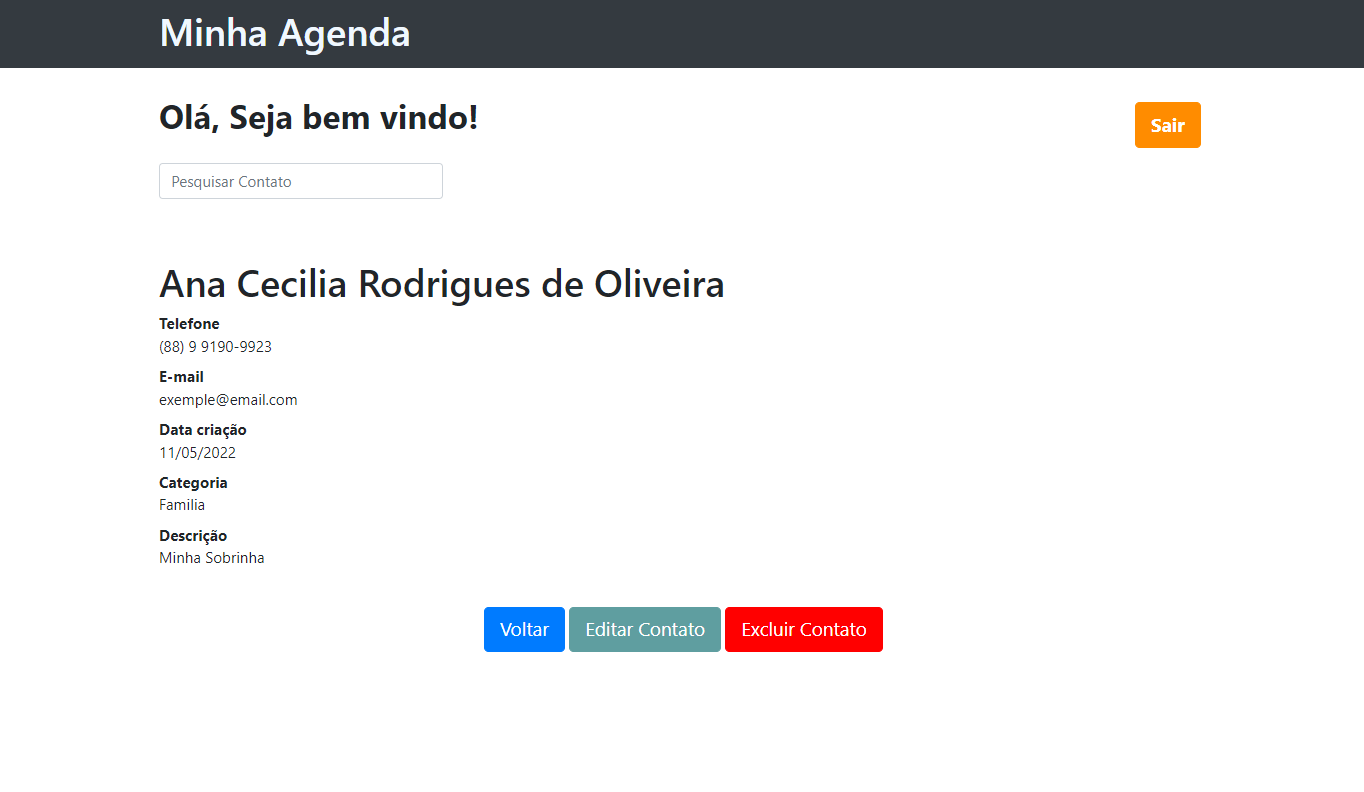 Minha Agenda
Olá, Seja bem vindo!
Sair
Pesquisar Contato
Ana Cecilia Rodrigues de Oliveira
Telefone
(88) 9 9190-9923
E-mail
exemple@email.com
Data criação
11/05/2022
Categoria
Familia
Descrição
Minha Sobrinha
Voltar Editar Contato Excluir Contato